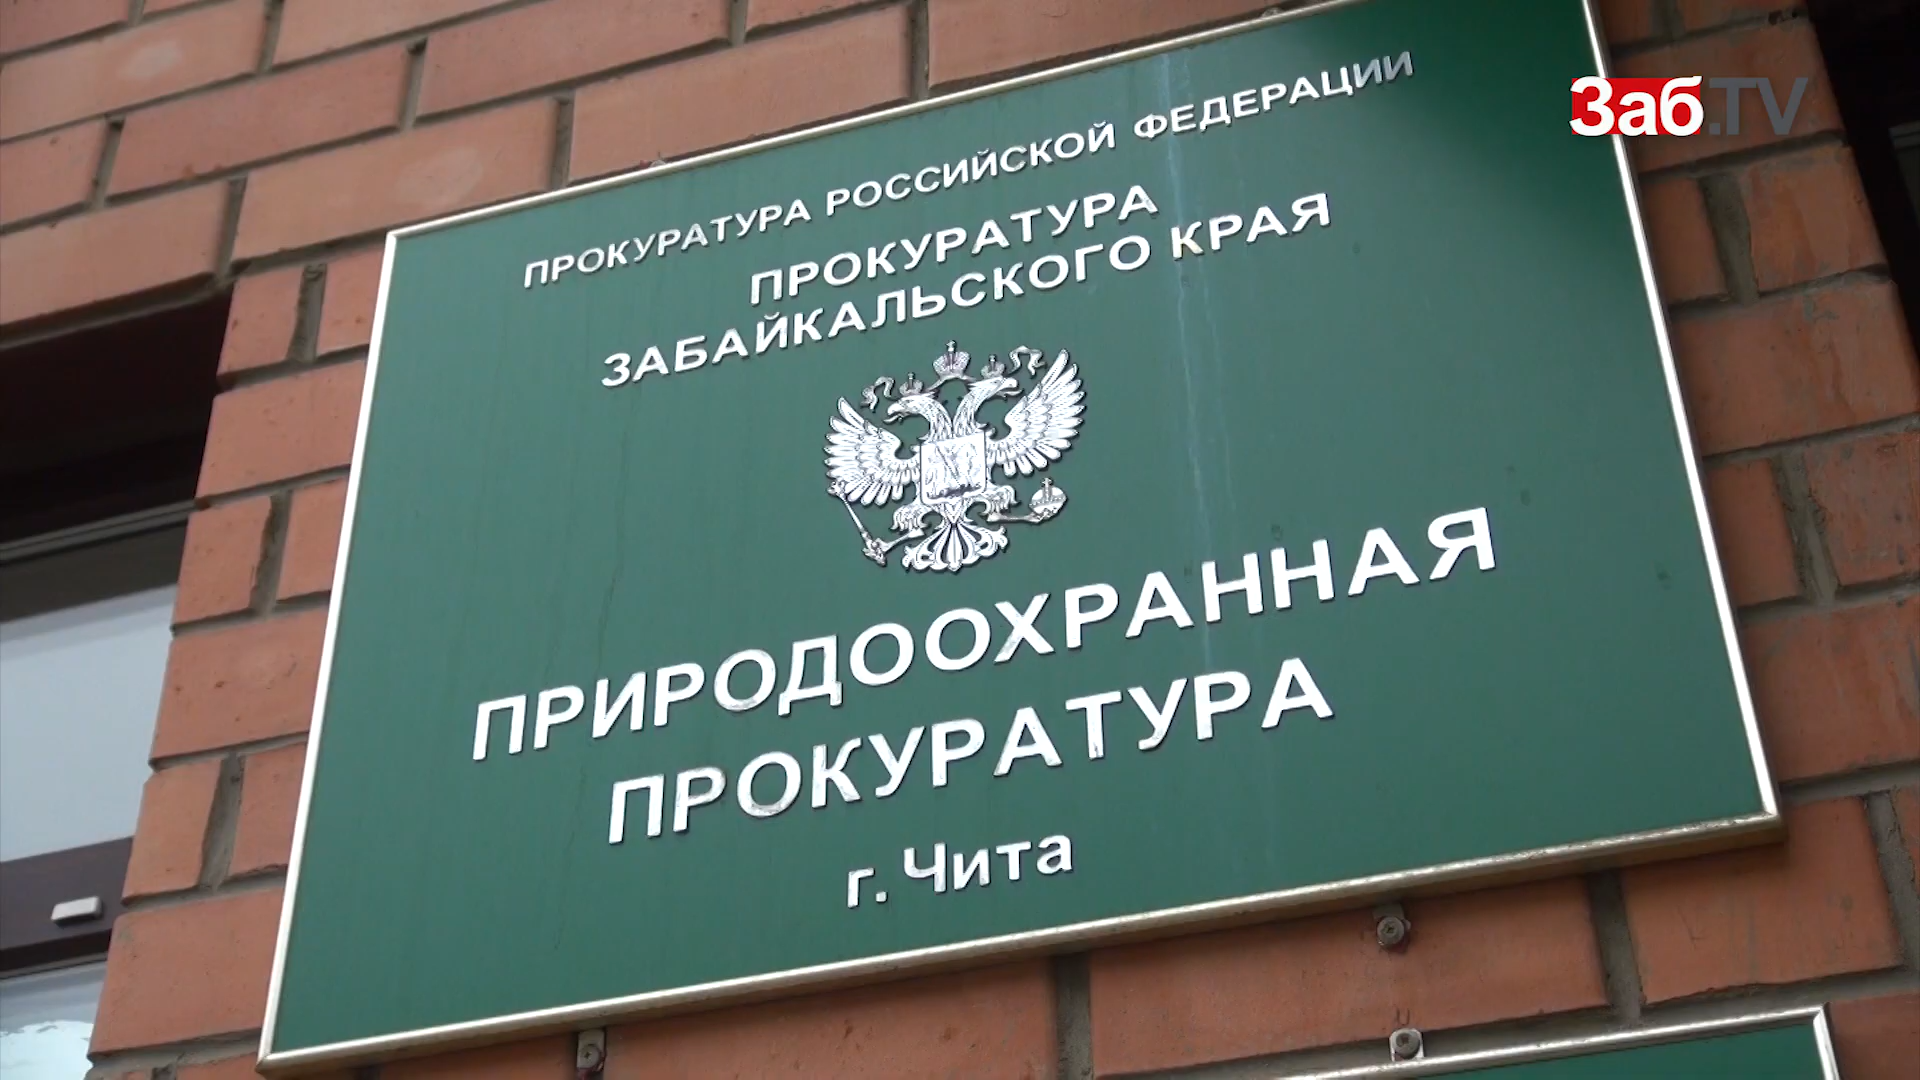 Заб.TV
ПРОКУРАТУРА РОССИЙСКОЙ ФЕДЕРАЦИИ
ПРОКУРАТУРА
ЗАБАЙКАЛЬСКОГО КРАЯ
ПРИРОДООХРАННАЯ
ПРОКУРАТУРА
г. Чита